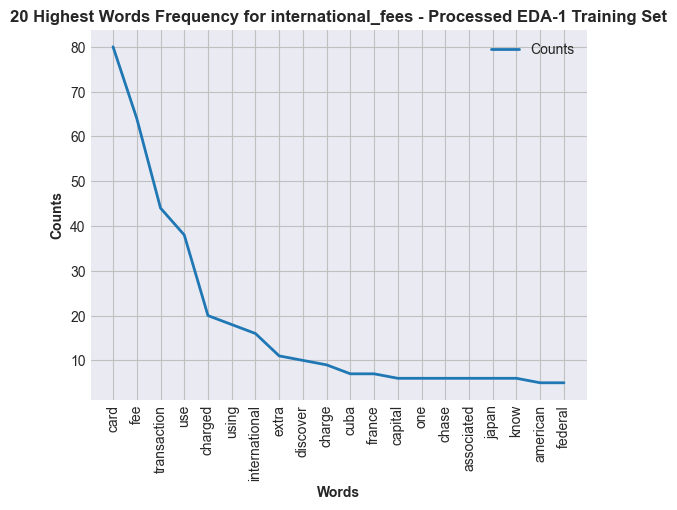 20 Highest Words Frequency for international_fees - Processed EDA-1 Training Set
Counts
80
70
60
50
40
30
20
10
Counts
card
fee
transaction
use
charged
using
international
extra
discover
charge
cuba
france
capital
one
chase
associated
japan
know
american
federal
Words